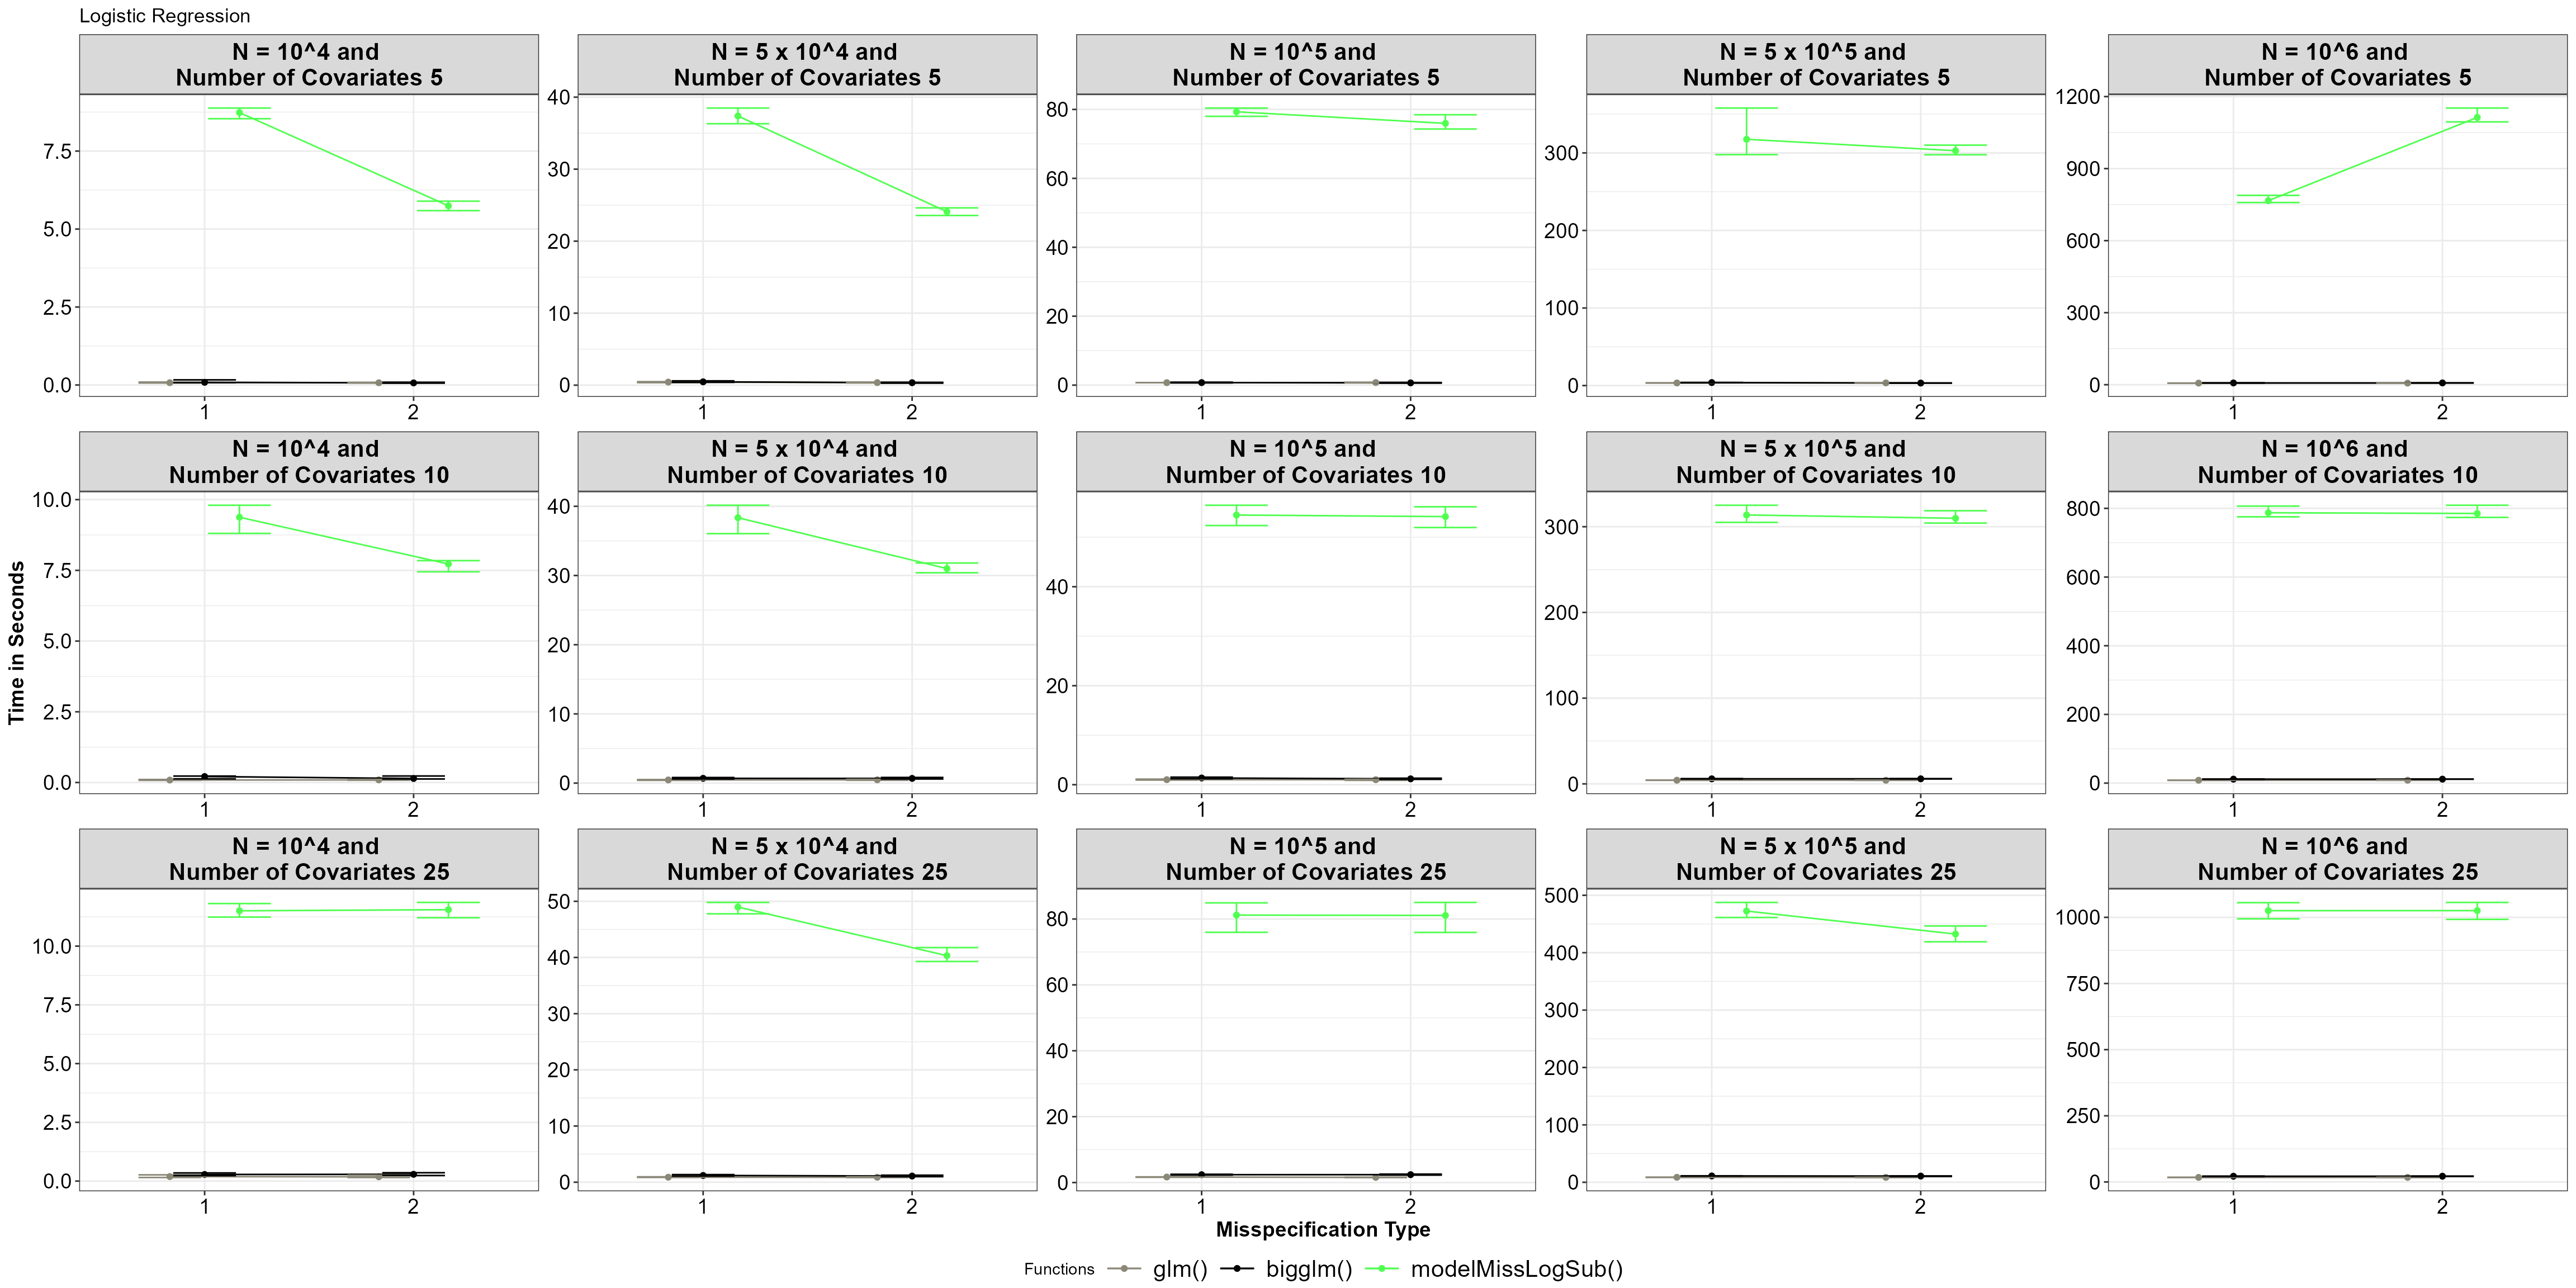 Logistic Regression
N = 10^4 and
Number of Covariates 5
N = 5 x 10^4 and
Number of Covariates 5
N = 10^5 and
Number of Covariates 5
N = 5 x 10^5 and
Number of Covariates 5
N = 10^6 and
Number of Covariates 5
7.5
5.0
2.5
0.0
1 2
40
30
20
10
0
1 2
80
60
40
20
0
1 2
300
200
100
0
1 2
1200
900
600
300
0
1 2
N = 10^4 and
Number of Covariates 10
N = 5 x 10^4 and
Number of Covariates 10
N = 10^5 and
Number of Covariates 10
N = 5 x 10^5 and
Number of Covariates 10
N = 10^6 and
Number of Covariates 10
Time in Seconds
10.0
7.5
5.0
2.5
0.0
1 2
40
30
20
10
0
1 2
40
20
0
1 2
300
200
100
0
1 2
800
600
400
200
0
1 2
N = 10^4 and
Number of Covariates 25
N = 5 x 10^4 and
Number of Covariates 25
N = 10^5 and
Number of Covariates 25
N = 5 x 10^5 and
Number of Covariates 25
N = 10^6 and
Number of Covariates 25
10.0
7.5
5.0
2.5
0.0
1 2
50
40
30
20
10
0
1 2
80
60
40
20
0
1 2
500
400
300
200
100
0
1 2
1000
750
500
250
0
1 2
Misspecification Type
Functions glm() bigglm() modelMissLogSub()